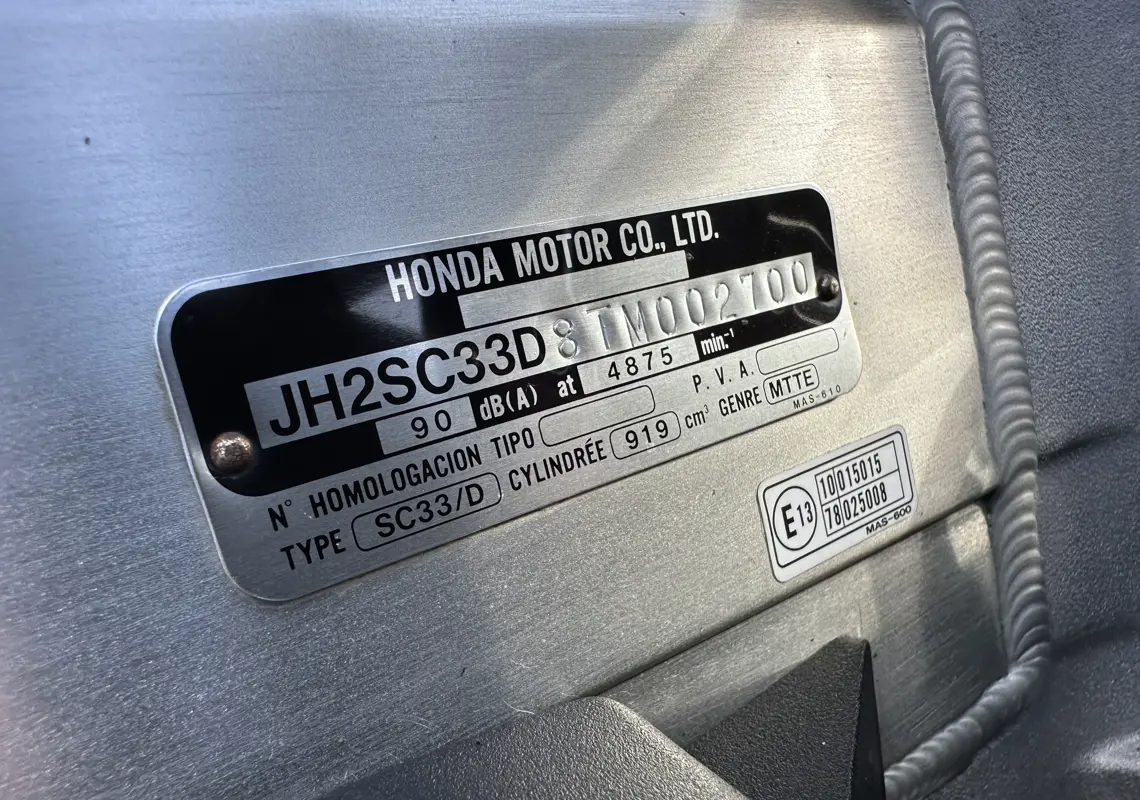 HONDA MOTOR CO., LTD.
JH2SC33D8TM002700
90 dB(A) at 4875 min.-1
N° HOMOLOGACION TIPO P. V. A.
TYPE SC33/D CYLINDRÉE 919 cm³ GENRE MTTE
MAS-610
E13
10 015015
78 025008
MAS-600